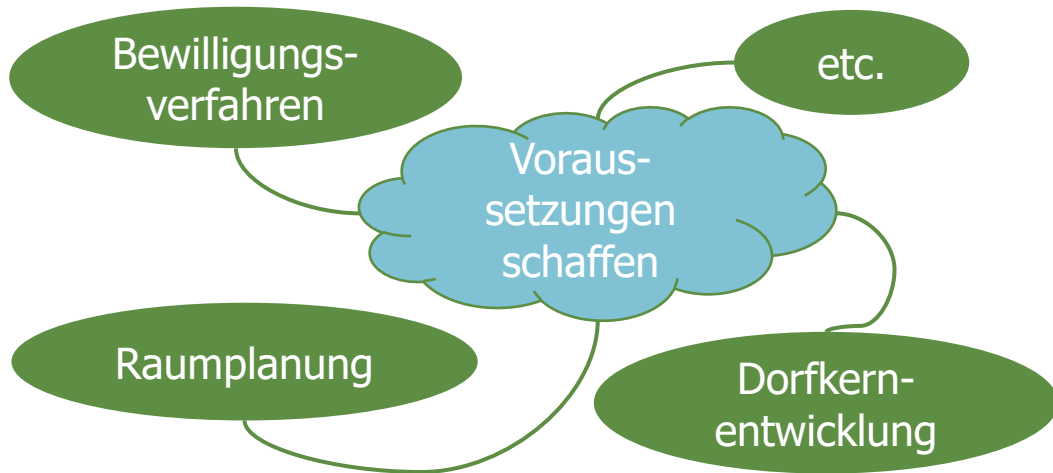 Bewilligungs-
verfahren
etc.
Voraus-
setzungen
schaffen
Raumplanung
Dorfkern-
entwicklung